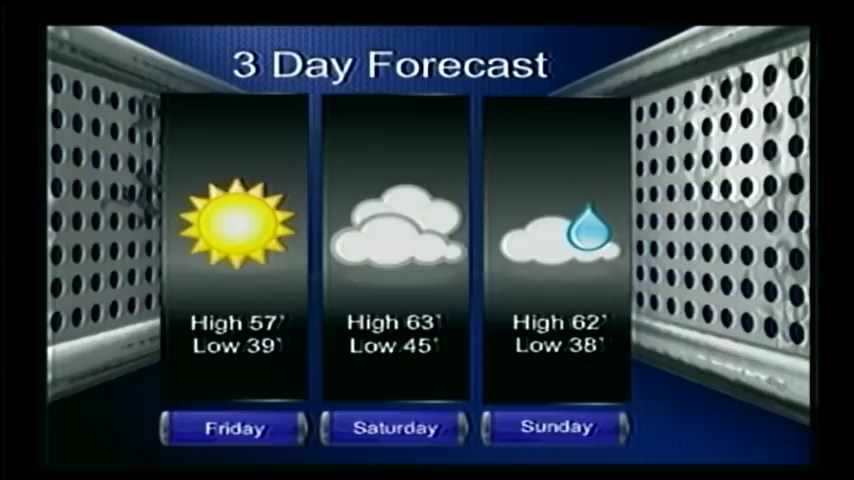 3 Day Forecast
High 57°
Low 39°
High 63°
Low 45°
High 62°
Low 38°
Friday
Saturday
Sunday